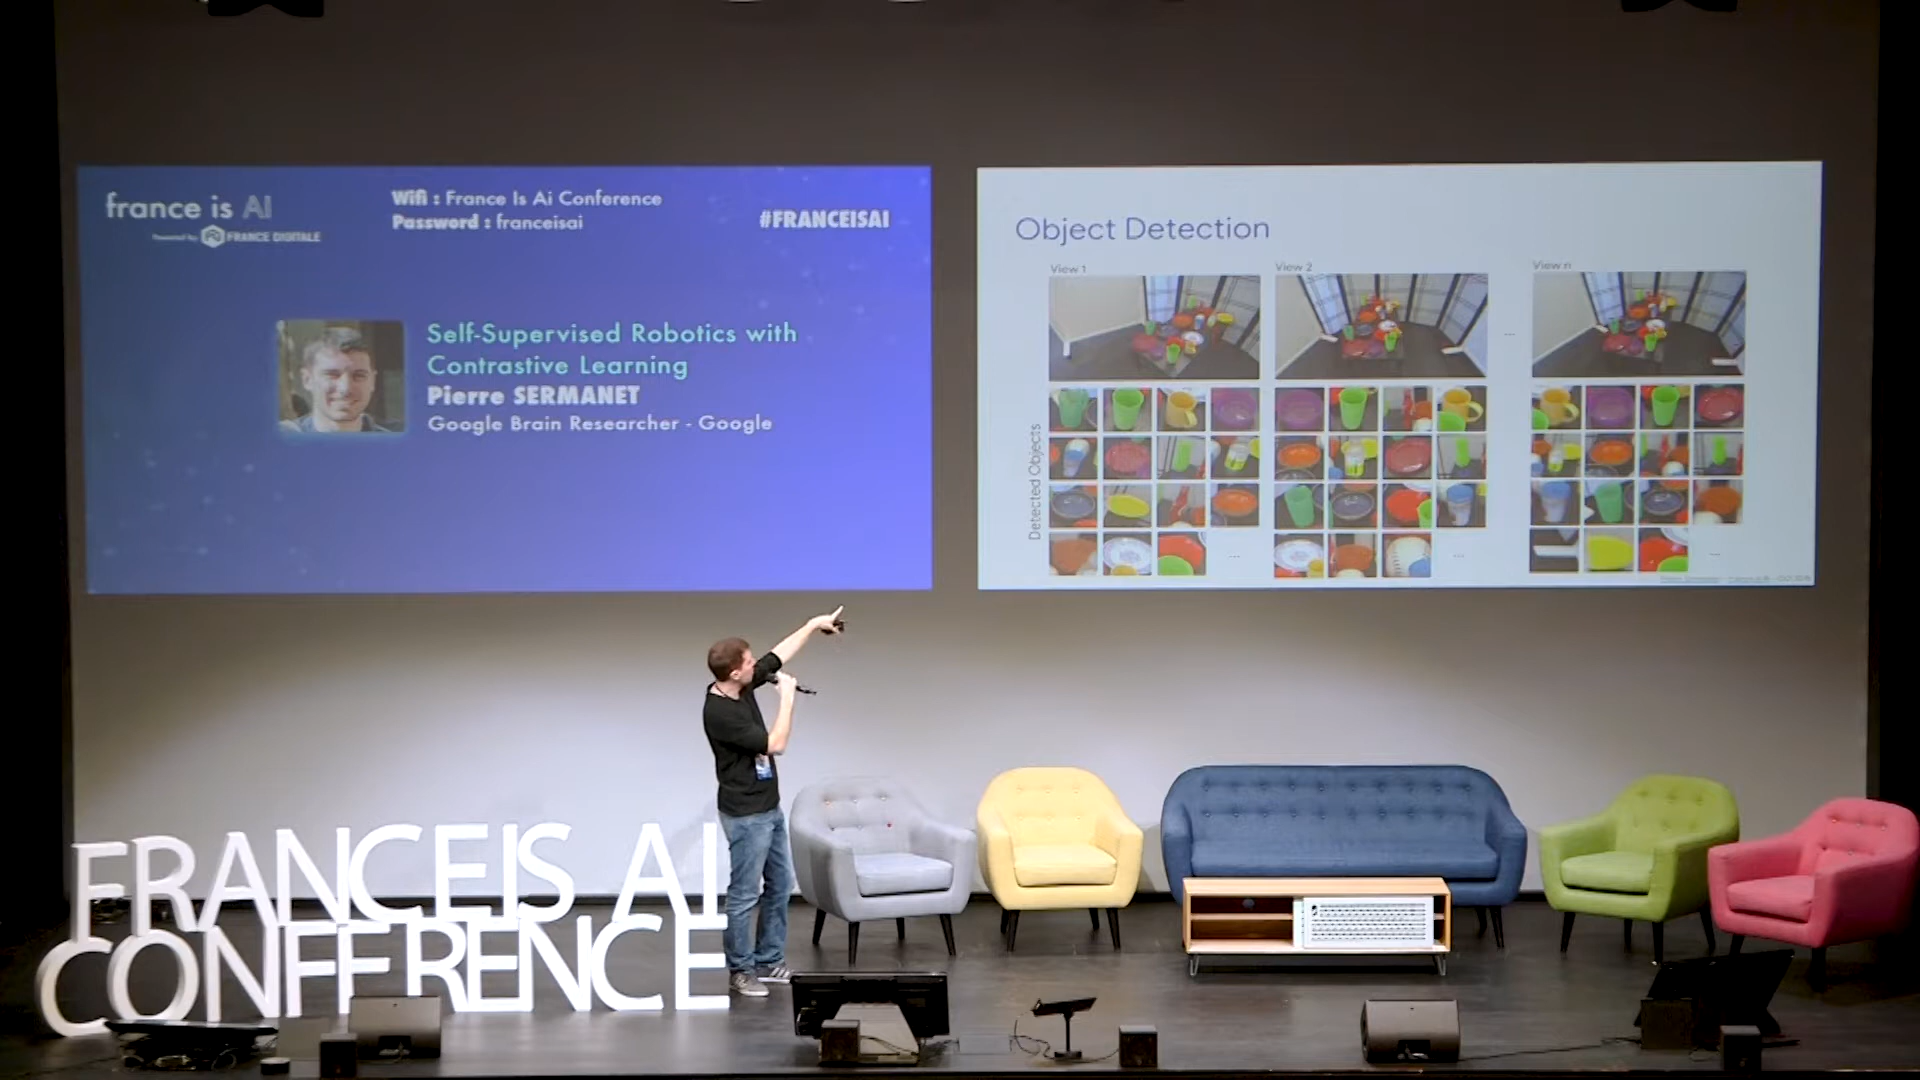 france is AI
Powered by FRANCE DIGITALE
Wifi : France Is Ai Conference
Password : franceisai
#FRANCEISAI
Self-Supervised Robotics with
Contrastive Learning
Pierre SERMANET
Google Brain Researcher - Google
Object Detection
View 1
View 2
...
View n
Detected Objects
...
...
...
FRANCE IS AI
CONFERENCE